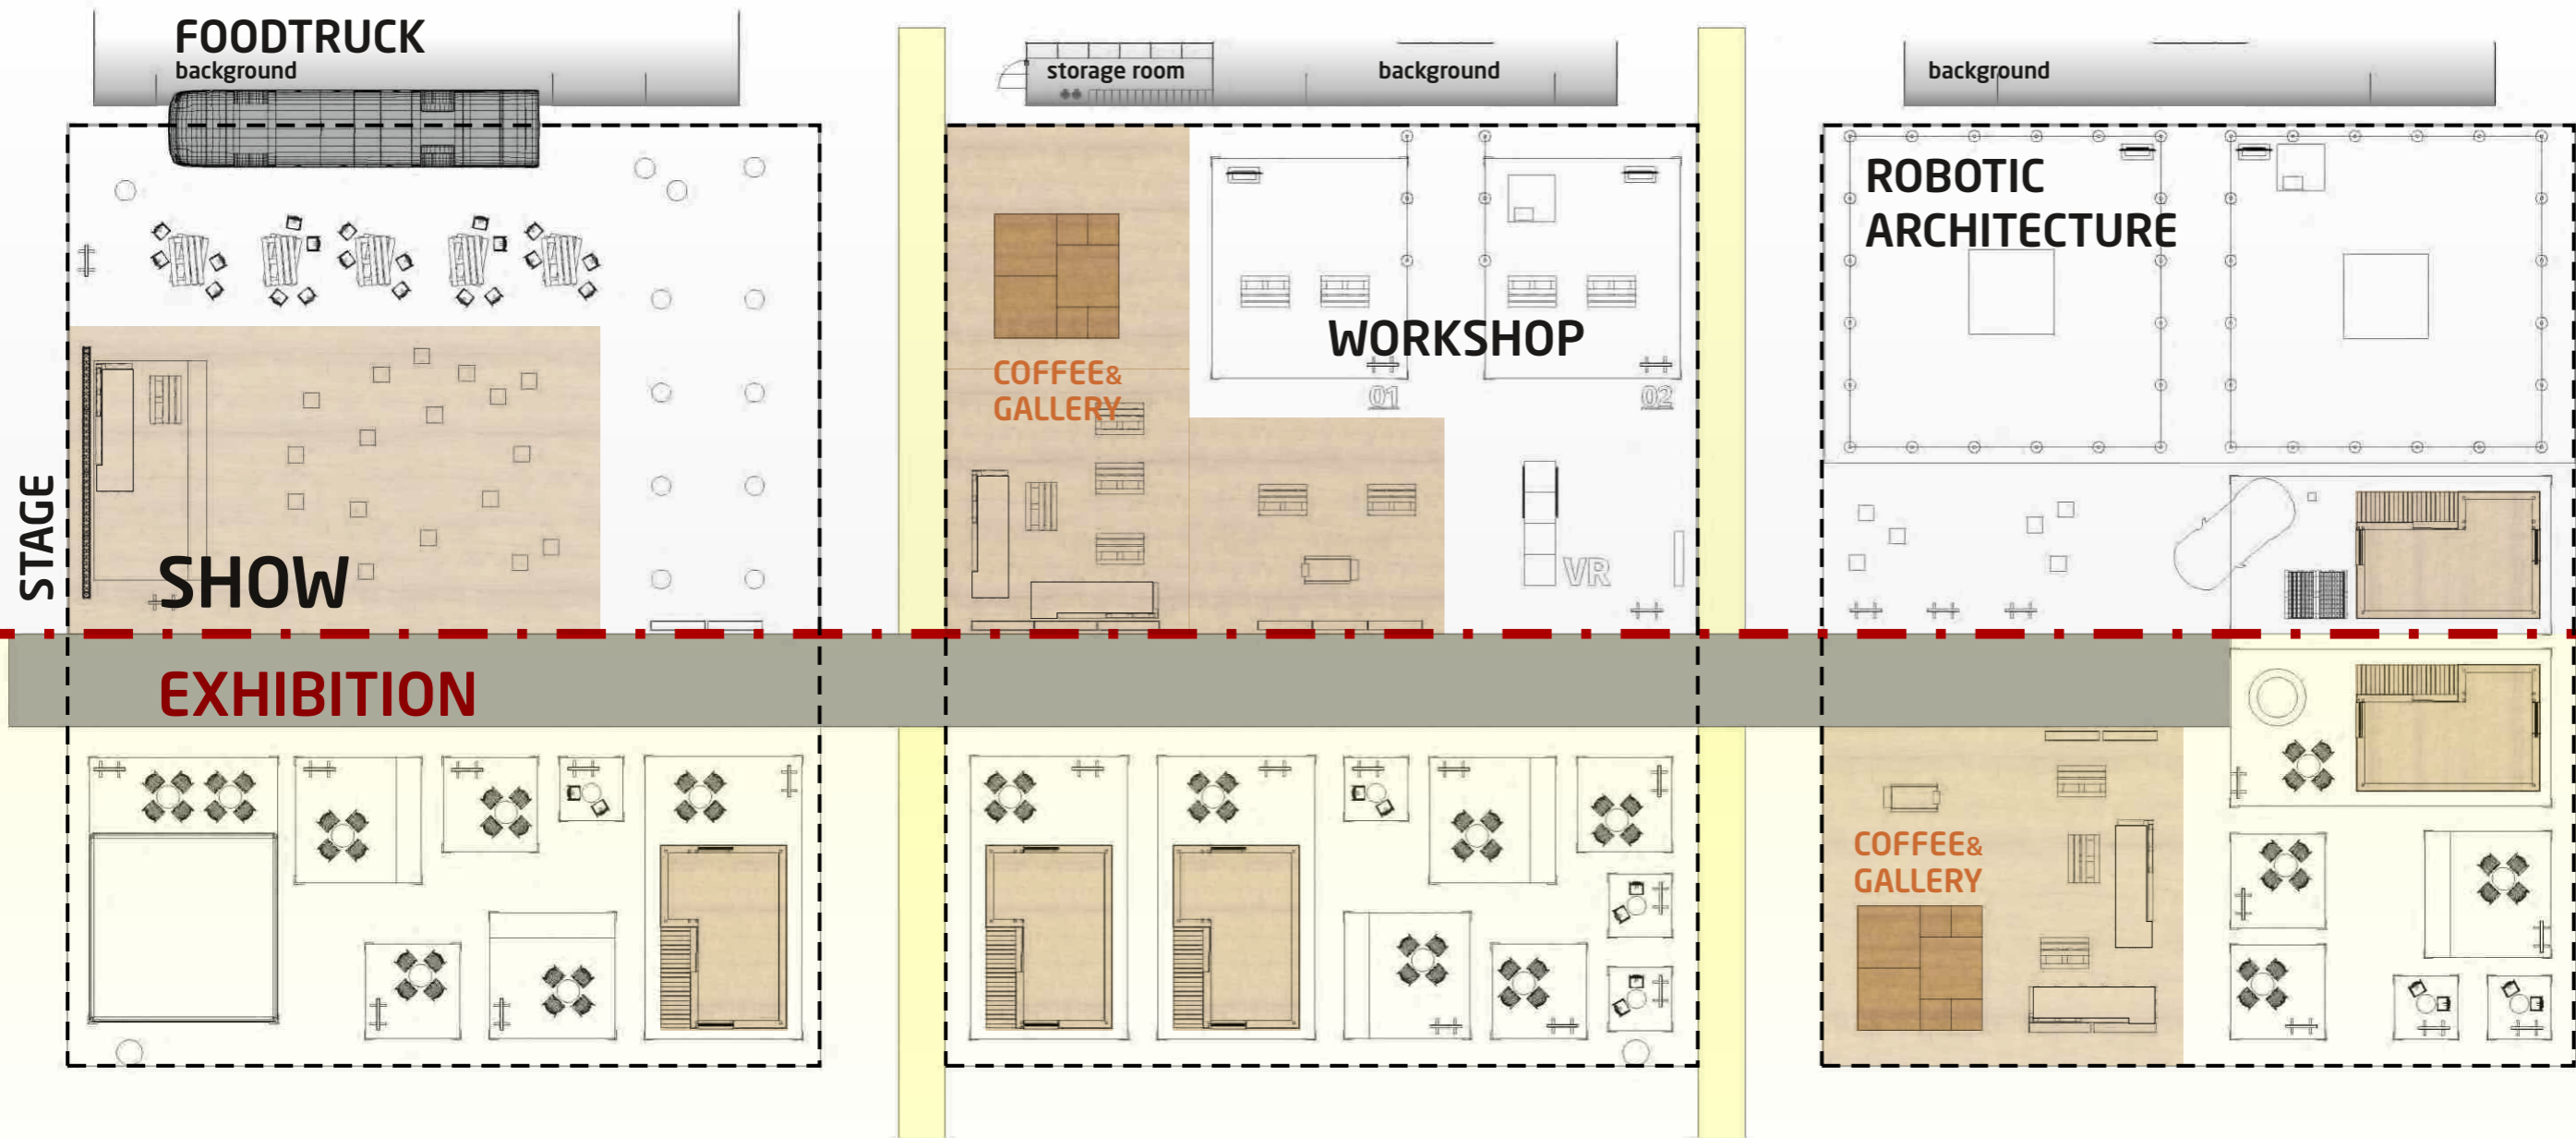 FOODTRUCK
background
storage room
background
background
ROBOTIC
ARCHITECTURE
WORKSHOP
COFFEE&
GALLERY
01
02
STAGE
SHOW
VR
EXHIBITION
COFFEE&
GALLERY